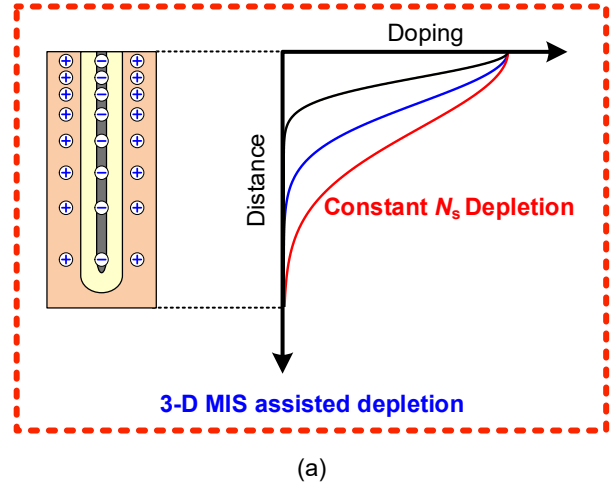 Doping
Distance
Constant Ns Depletion
3-D MIS assisted depletion
(a)